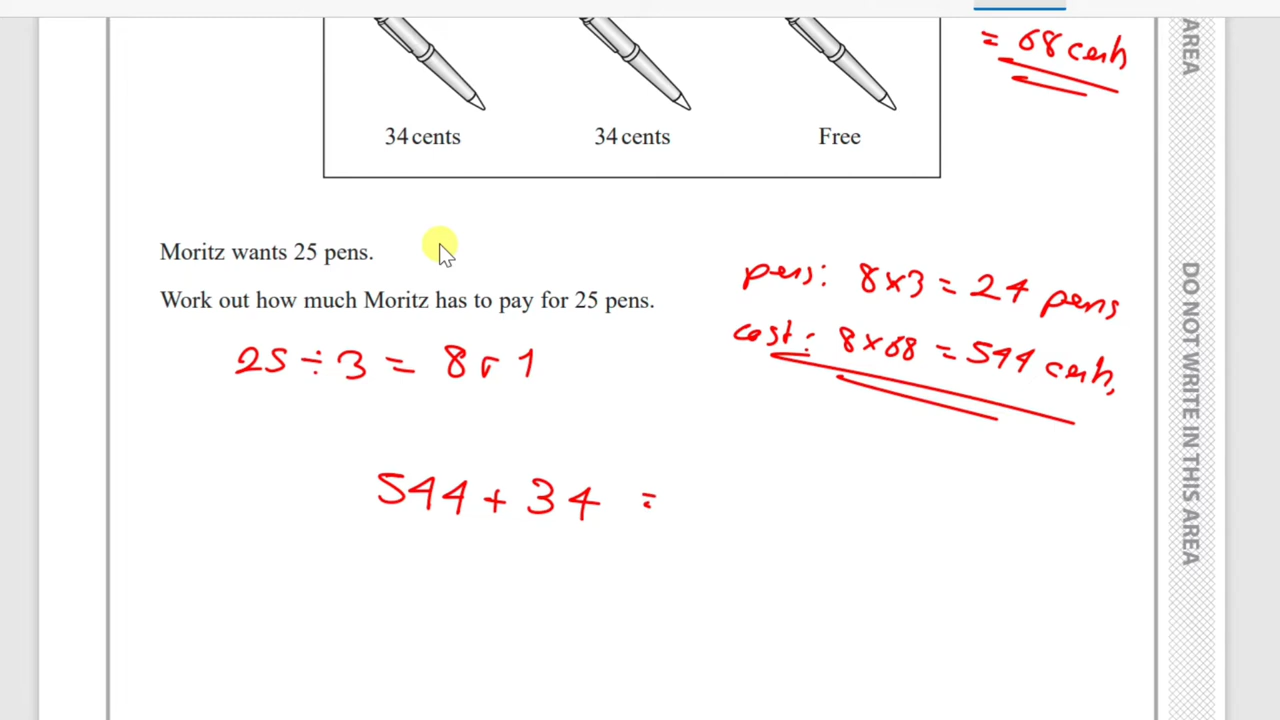 AREA
= 68 cents
34 cents 34 cents Free
Moritz wants 25 pens.
pens: 8×3 = 24 pens
Work out how much Moritz has to pay for 25 pens.
cost: 8×68 = 544 cents,
25 ÷ 3 = 8 r 1
544 + 34 =
DO NOT WRITE IN THIS AREA